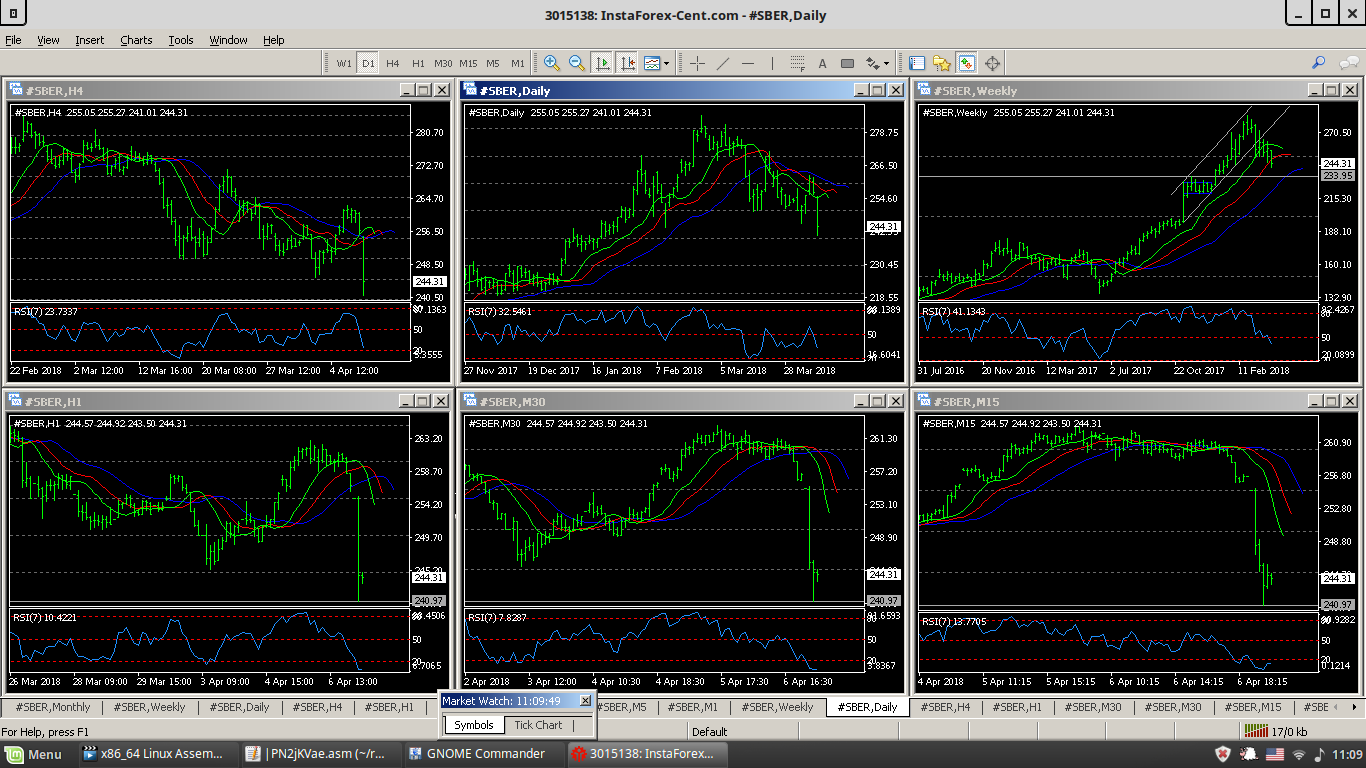 3015138: InstaForex-Cent.com - #SBER,Daily
File View Insert Charts Tools Window Help
W1 D1 H4 H1 M30 M15 M5 M1
#SBER,H4
#SBER,H4 255.05 255.27 241.01 244.31
280.70
272.70
264.70
256.50
248.50
244.31
240.50
RSI(7) 23.7337
50
22 Feb 2018 2 Mar 12:00 12 Mar 16:00 20 Mar 08:00 27 Mar 12:00 4 Apr 12:00
#SBER,Daily
#SBER,Daily 255.05 255.27 241.01 244.31
278.75
266.50
254.60
244.31
230.45
218.55
RSI(7) 32.5461
50
16.6041
27 Nov 2017 19 Dec 2017 16 Jan 2018 7 Feb 2018 5 Mar 2018 28 Mar 2018
#SBER,Weekly
#SBER,Weekly 255.05 255.27 241.01 244.31
270.50
244.31
233.95
215.30
188.10
160.10
132.90
RSI(7) 41.1343
50
20.0899
31 Jul 2016 20 Nov 2016 12 Mar 2017 2 Jul 2017 22 Oct 2017 11 Feb 2018
#SBER,H1
#SBER,H1 244.57 244.92 243.50 244.31
263.20
258.70
254.20
249.70
244.31
240.97
RSI(7) 10.4221
50
6.7065
26 Mar 2018 28 Mar 09:00 29 Mar 15:00 3 Apr 09:00 4 Apr 15:00 6 Apr 13:00
#SBER,M30
#SBER,M30 244.57 244.92 243.50 244.31
261.30
257.20
253.10
248.90
244.31
240.97
RSI(7) 7.8287
50
3.8367
2 Apr 2018 3 Apr 12:00 4 Apr 10:30 4 Apr 18:30 5 Apr 17:30 6 Apr 16:30
#SBER,M15
#SBER,M15 244.57 244.92 243.50 244.31
260.90
256.80
252.80
248.80
244.31
240.97
RSI(7) 13.7705
50
0.1214
4 Apr 2018 5 Apr 11:15 5 Apr 15:15 6 Apr 10:15 6 Apr 14:15 6 Apr 18:15
Market Watch: 11:09:49
Symbols Tick Chart
#SBER,Monthly #SBER,Weekly #SBER,Daily #SBER,H4 #SBER,H1 #SBER,M5 #SBER,M1 #SBER,Weekly #SBER,Daily #SBER,H4 #SBER,H1 #SBER,M30 #SBER,M30 #SBER,M15 #SBE
For Help, press F1 Default 17/0 kb
Menu x86_64 Linux Assem... |PN2jKVae.asm (~/r... GNOME Commander 3015138: InstaForex... 11:09